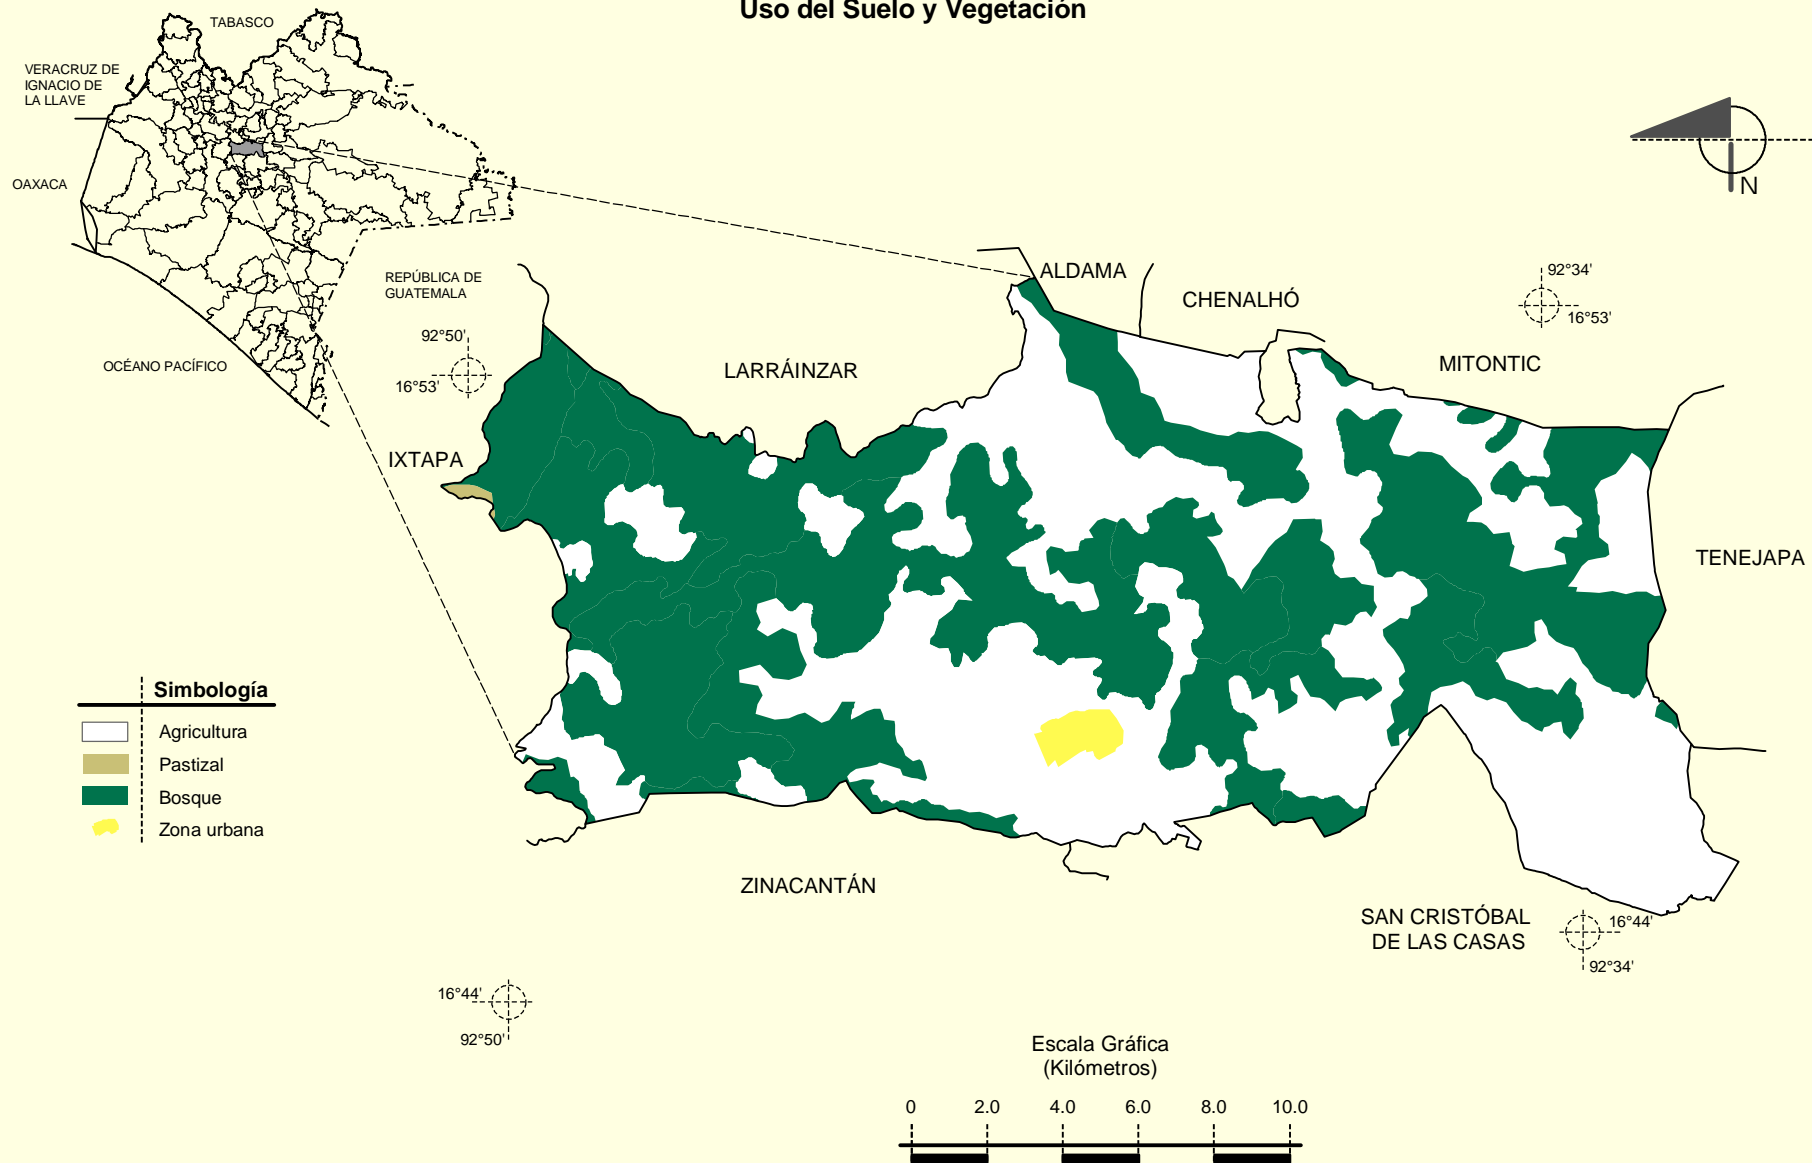 Uso del Suelo y Vegetación
TABASCO
VERACRUZ DE
IGNACIO DE
LA LLAVE
OAXACA
REPÚBLICA DE
GUATEMALA
OCÉANO PACÍFICO
N
92°50'
16°53'
92°34'
16°53'
ALDAMA
CHENALHÓ
LARRÁINZAR
MITONTIC
IXTAPA
TENEJAPA
Simbología
Agricultura
Pastizal
Bosque
Zona urbana
ZINACANTÁN
SAN CRISTÓBAL
DE LAS CASAS
16°44'
92°34'
16°44'
92°50'
Escala Gráfica
(Kilómetros)
0 2.0 4.0 6.0 8.0 10.0